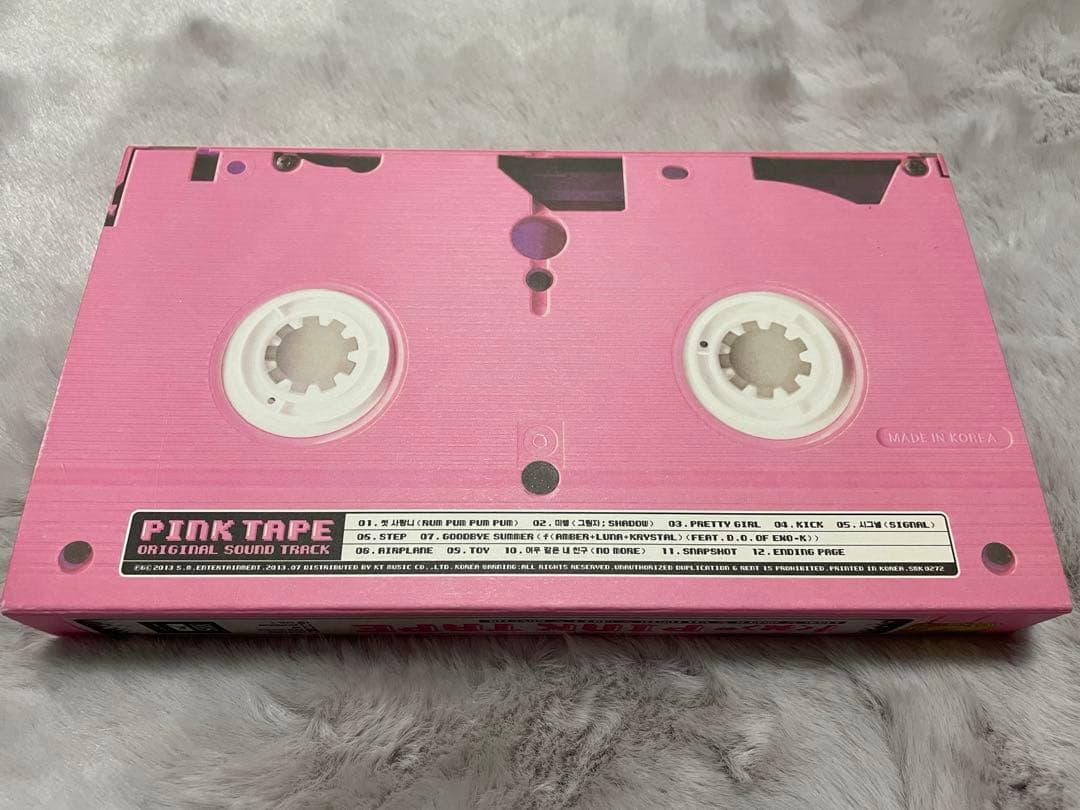 MADE IN KOREA
PINK TAPE
ORIGINAL SOUND TRACK
01. 첫 사랑니 (RUM PUM PUM PUM) 02. 미행 (그림자; SHADOW) 03. PRETTY GIRL 04. KICK 05. 시그널 (SIGNAL)
06. STEP 07. GOODBYE SUMMER (f(AMBER+LUNA+KRYSTAL)(FEAT. D.O. OF EXO-K))
08. AIRPLANE 09. TOY 10. 여우 같은 내 친구 (NO MORE) 11. SNAPSHOT 12. ENDING PAGE
℗&© 2013 S.M.ENTERTAINMENT. 2013.07 DISTRIBUTED BY KT MUSIC CO.,LTD. KOREA WARNING: ALL RIGHTS RESERVED. UNAUTHORIZED DUPLICATION & RENT IS PROHIBITED. PRINTED IN KOREA. SMK0272
f(x) PINK TAPE